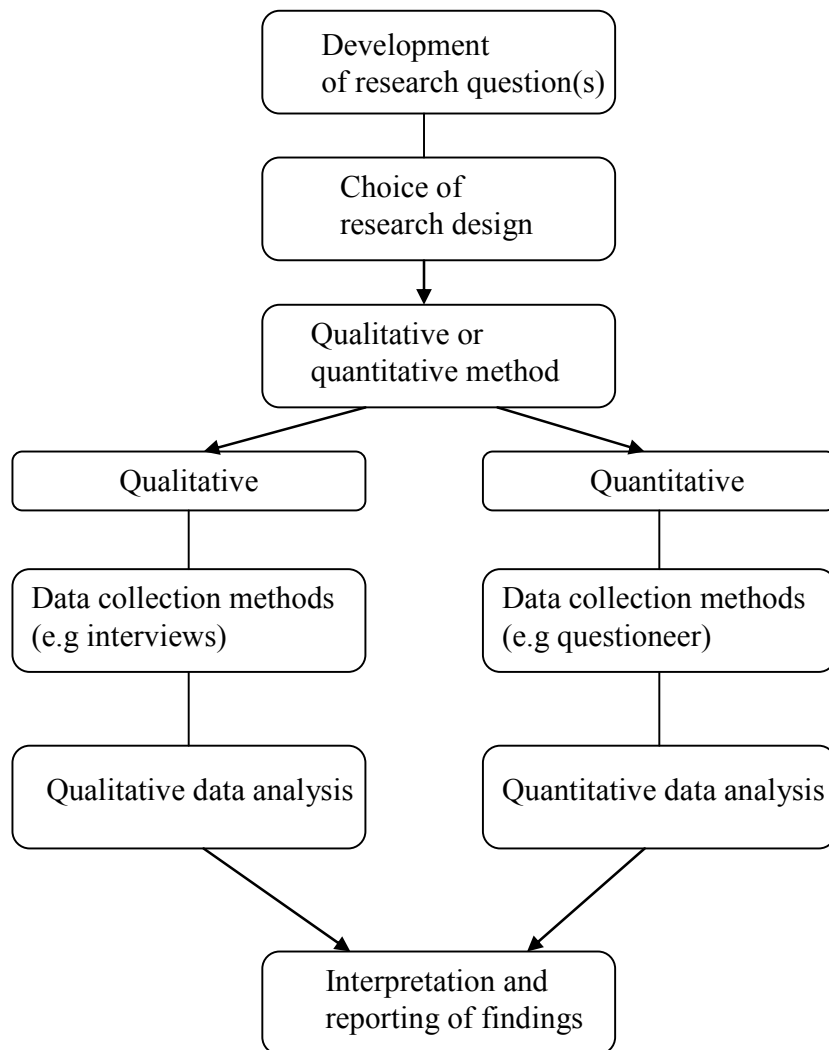 Development
of research question(s)
Choice of
research design
Qualitative or
quantitative method
Qualitative
Quantitative
Data collection methods
(e.g interviews)
Data collection methods
(e.g questioneer)
Qualitative data analysis
Quantitative data analysis
Interpretation and
reporting of findings